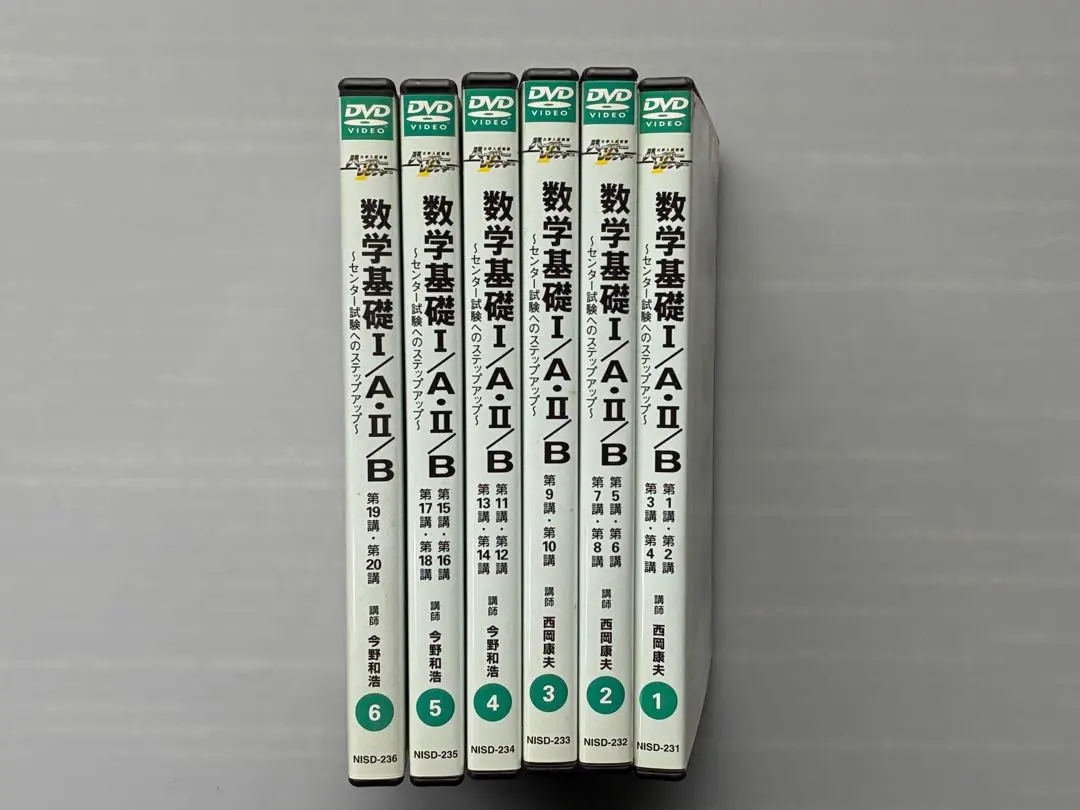 DVD
VIDEO
数学基礎Ⅰ/A・Ⅱ/B
~センター試験へのステップアップ~
第19講・第20講
講師 今野和浩
6
NISD-236
DVD
VIDEO
数学基礎Ⅰ/A・Ⅱ/B
~センター試験へのステップアップ~
第15講・第16講
第17講・第18講
講師 今野和浩
5
NISD-235
DVD
VIDEO
数学基礎Ⅰ/A・Ⅱ/B
~センター試験へのステップアップ~
第11講・第12講
第13講・第14講
講師 今野和浩
4
NISD-234
DVD
VIDEO
数学基礎Ⅰ/A・Ⅱ/B
~センター試験へのステップアップ~
第9講・第10講
講師 西岡康夫
3
NISD-233
DVD
VIDEO
数学基礎Ⅰ/A・Ⅱ/B
~センター試験へのステップアップ~
第5講・第6講
第7講・第8講
講師 西岡康夫
2
NISD-232
DVD
VIDEO
数学基礎Ⅰ/A・Ⅱ/B
~センター試験へのステップアップ~
第1講・第2講
第3講・第4講
講師 西岡康夫
1
NISD-231